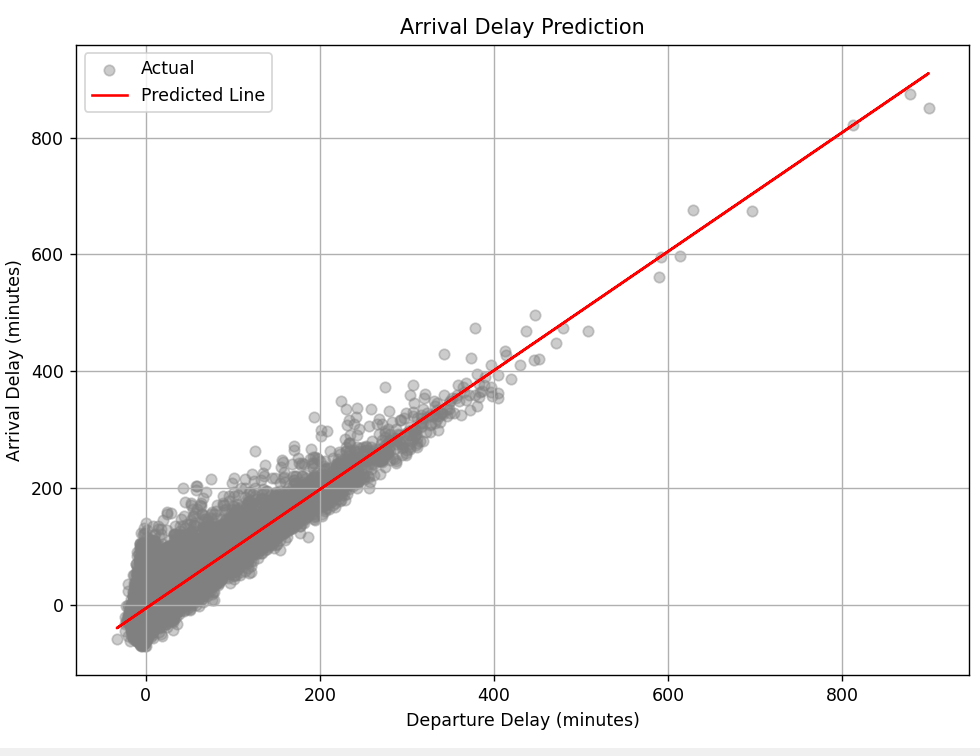 Arrival Delay Prediction
Actual
Predicted Line
800
600
400
200
0
Arrival Delay (minutes)
0 200 400 600 800
Departure Delay (minutes)